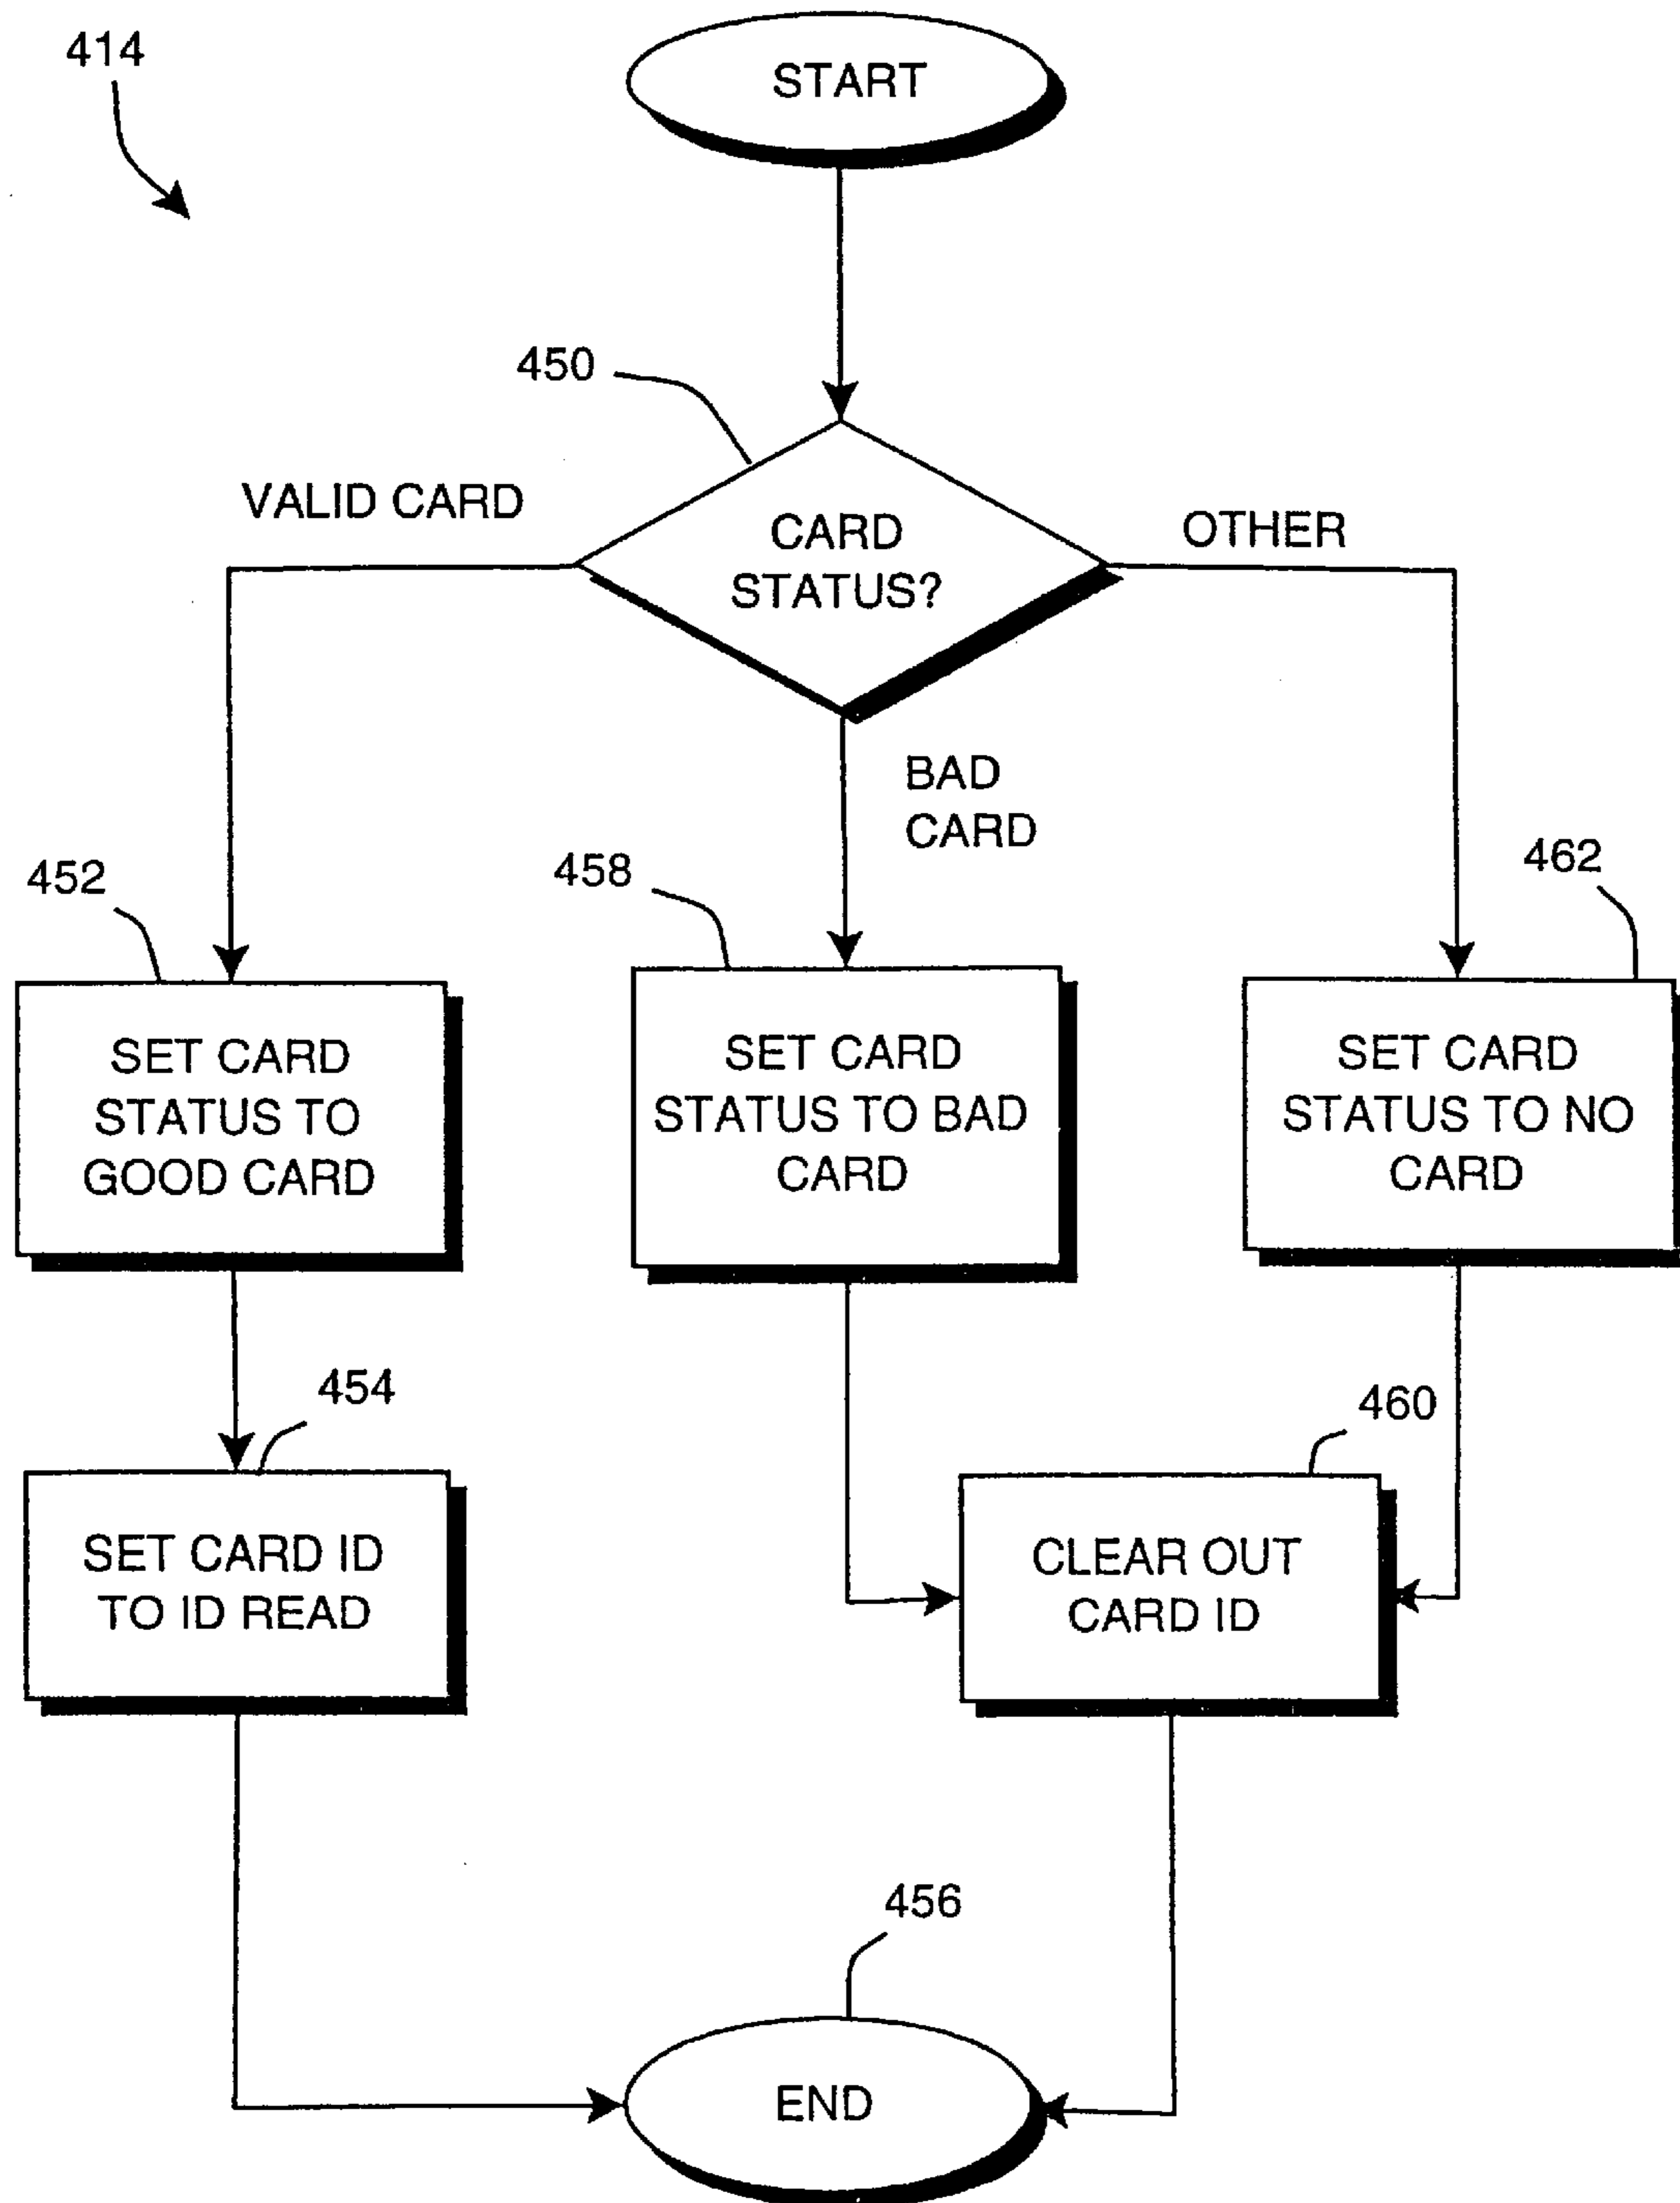 414
START
450
VALID CARD
CARD
STATUS?
OTHER
BAD
CARD
452
458
462
SET CARD
STATUS TO
GOOD CARD
SET CARD
STATUS TO BAD
CARD
SET CARD
STATUS TO NO
CARD
454
460
SET CARD ID
TO ID READ
CLEAR OUT
CARD ID
456
END